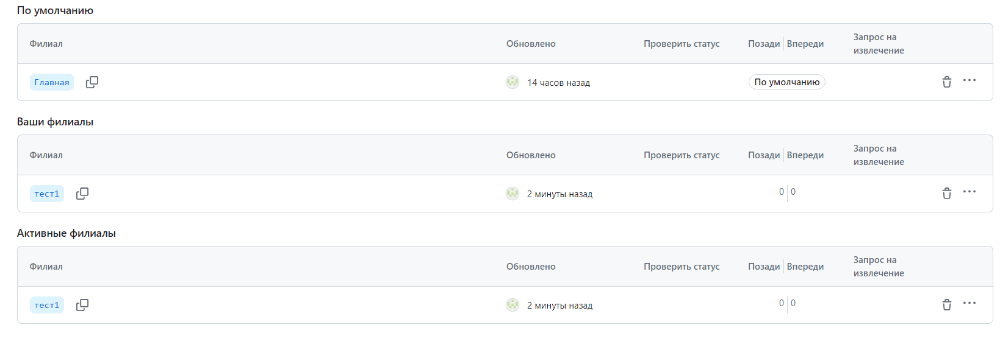 По умолчанию
Филиал Обновлено Проверить статус Позади Впереди Запрос на
извлечение
Главная 14 часов назад По умолчанию
Ваши филиалы
Филиал Обновлено Проверить статус Позади Впереди Запрос на
извлечение
тест1 2 минуты назад 0 0
Активные филиалы
Филиал Обновлено Проверить статус Позади Впереди Запрос на
извлечение
тест1 2 минуты назад 0 0